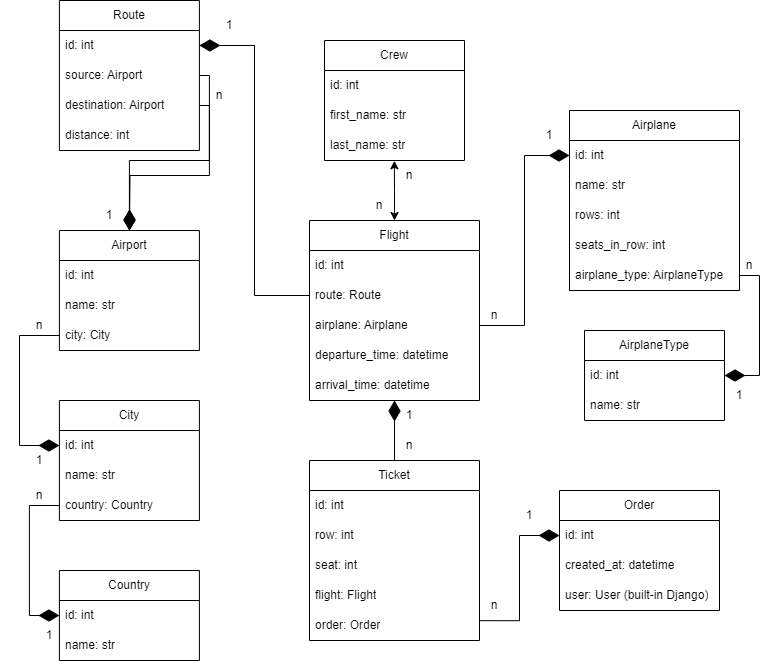 Route
id: int
source: Airport
destination: Airport
distance: int
1
n
1
Airport
id: int
name: str
city: City
n
1
City
id: int
name: str
country: Country
n
1
Country
id: int
name: str
Crew
id: int
first_name: str
last_name: str
n
n
Flight
id: int
route: Route
airplane: Airplane
departure_time: datetime
arrival_time: datetime
n
1
1
n
Ticket
id: int
row: int
seat: int
flight: Flight
order: Order
n
1
Airplane
id: int
name: str
rows: int
seats_in_row: int
airplane_type: AirplaneType
n
AirplaneType
id: int
name: str
1
Order
id: int
created_at: datetime
user: User (built-in Django)